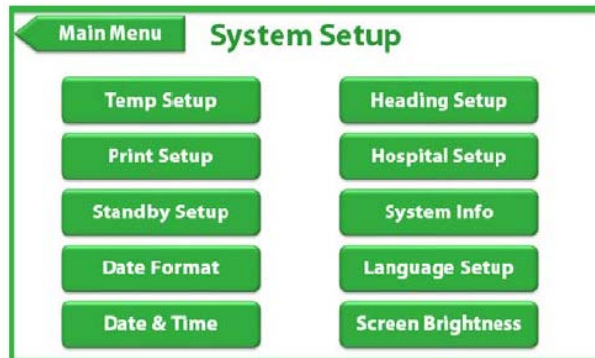 Main Menu
System Setup
Temp Setup
Heading Setup
Print Setup
Hospital Setup
Standby Setup
System Info
Date Format
Language Setup
Date & Time
Screen Brightness